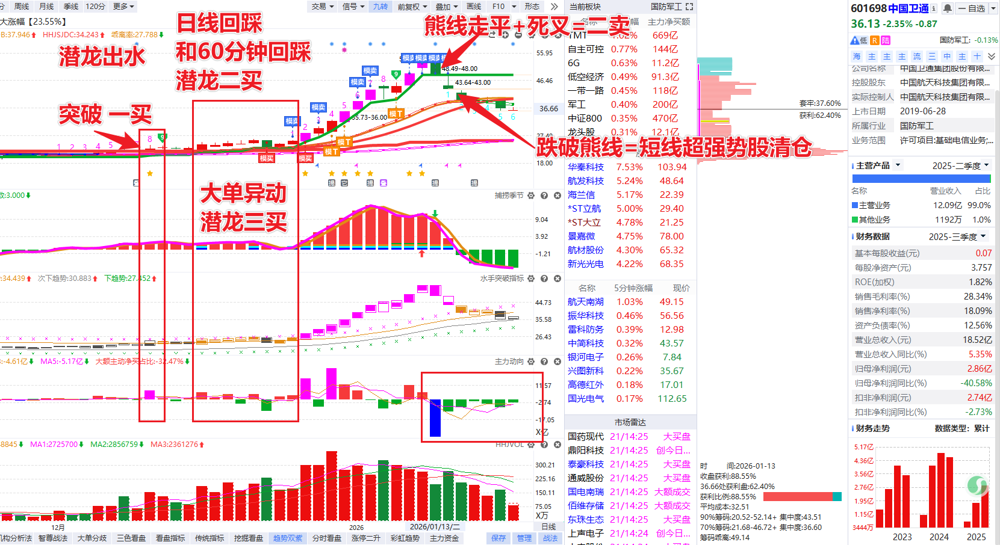 分 周线 月线 季线 120分 更多
大涨幅【23.55%】
B:37.946 HHJSJDC:34.243 乖离率:27.788
交易 信号 九转 前复权 叠加 画线 F10 形态
潜龙出水
日线回踩
和60分钟回踩
潜龙二买
突破 一买
熊线走平+死叉=二卖
跌破熊线=短线超强势股清仓
大单异动
潜龙三买
1 2 3 4 5 8 9
模卖 模卖 模卖 模卖 模卖 模卖 模卖
模买 模买 模T 模T 模T
1 2 3 4 5 6 7 8 9
48.49-48.00
43.64-43.00
35.73-36.00
1 4 5 6
55.95
46.46
36.66
27.40
18.00
数:3.000
捕捞季节
9.04
3.92
-1.21
:34.439 次下趋势:30.883 下趋势:27.452
水手突破指标
44.73
35.58
26.43
:-4.61亿 MA5:-5.17亿 大额主动净买占比:-32.47%
主力动向
11.57
-2.74
-17.05
X亿
8845 MA1:2725700 MA2:2856759 MA3:2361276
HHJVOL
300.21
225.16
150.11
75.05
X万
12月 2026 2026/01/13/二 日线
机构分析法 智尊战法 大单分歧 三色看盘 看盘指标 传统指标 挖掘看盘 趋势双紫 分时看盘 涨停二升 彩虹趋势 主力资金 保存 管理 战法
当前板块 国防军工
名称 幅 主力净买额
TMT 1.02% 669亿
自主可控 0.77% 144亿
6G 0.63% 11.2亿
低空经济 0.49% 91.3亿
一带一路 0.45% 118亿
军工 0.40% 200亿
中证800 0.35% 470亿
龙头股 0.31% 12.1亿
华秦科技 7.53% 103.94
航发科技 5.24% 48.64
海兰信 5.17% 22.39
*ST立航 5.00% 29.40
*ST大立 4.78% 21.25
景嘉微 4.75% 78.00
航材股份 4.30% 65.32
新光光电 4.22% 68.35
名称 5分钟涨幅 现价
航天南湖 1.03% 49.15
振华科技 0.46% 56.56
雷科防务 0.39% 12.98
中简科技 0.32% 43.57
银河电子 0.26% 7.84
兴图新科 0.22% 35.67
高德红外 0.18% 17.01
国光电气 0.17% 112.65
市场雷达
国药现代 21/14:25 大买盘
鼎阳科技 21/14:25 创今日...
泰豪科技 21/14:25 大买盘
通威股份 21/14:25 大买盘
国电南瑞 21/14:25 大额成交
佰维存储 21/14:25 大额成交
东珠生态 21/14:25 大买盘
上声电子 21/14:25 创今日...
套牢:37.60%
获利:62.40%
时 间:2026-01-13
收盘获利:88.55%
36.66处获利盘:62.40%
获利比例:88.55%
平均成本:32.51
90%筹码:20.52-52.14+ 集中度:43.51
70%筹码:21.68-46.72+ 集中度:36.60
筹码乖离:49.14
601698中国卫通 自选
36.13 -2.35% -0.87
低 R 陆 国防军工: -0.13%
海 主 主 主 流 三 中 主 十
公司名称 中国卫通集团股份有限...
控股股东 中国航天科技集团有限...
实际控制人 中国航天科技集团有限...
上市日期 2019-06-28
所属行业 国防军工
业务范围 许可项目:基础电信业务;...
主营产品 2025-二季度
名称 营业收入 占比
主营业务 12.09亿 99.0%
其他业务 1192万 1.0%
财务数据 2025-三季度
基本每股收益(元) 0.07
每股净资产(元) 3.757
ROE(加权) 1.82%
销售毛利率(%) 28.34%
销售净利率(%) 18.09%
资产负债率(%) 12.56%
营业总收入(元) 18.52亿
营业总收入同比(%) 5.35%
归母净利润(元) 2.86亿
归母净利润同比(%) -40.58%
扣非净利润(元) 2.74亿
扣非净利润同比(%) -2.73%
财务走势 数据类型：累计
5.17亿
4.36亿
3.56亿
2.76亿
1.95亿
1.15亿
3444万
2023 2024 2025